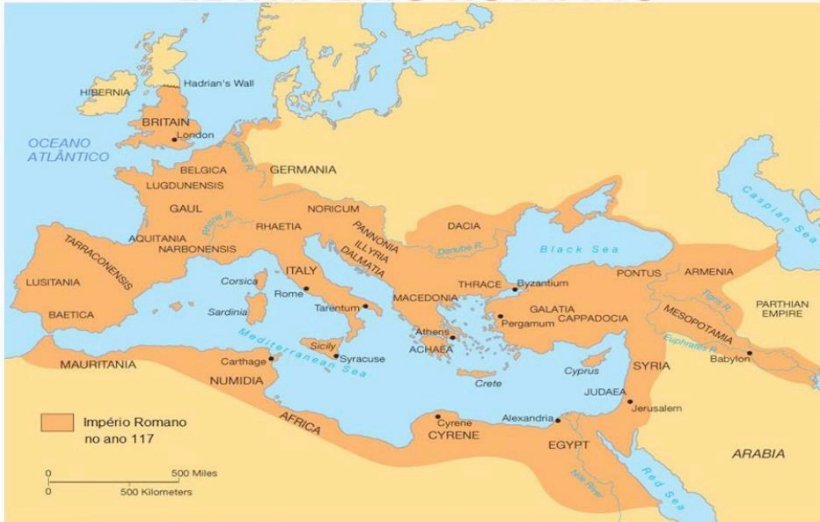 HIBERNIA
Hadrian's Wall
BRITAIN
London
OCEANO
ATLÂNTICO
BELGICA
GERMANIA
LUGDUNENSIS
GAUL
NORICUM
Rhone R.
RHAETIA
AQUITANIA
NARBONENSIS
PANNONIA
ILLYRIA
DALMATIA
DACIA
Danube R.
Black Sea
Caspian Sea
TARRACONENSIS
LUSITANIA
BAETICA
Corsica
ITALY
Rome
Sardinia
Tarentum
MACEDONIA
THRACE
Byzantium
PONTUS
ARMENIA
GALATIA
CAPPADOCIA
Pergamum
Tigris R.
MESOPOTAMIA
PARTHIAN
EMPIRE
Euphrates R.
Babylon
Mediterranean Sea
Sicily
Syracuse
Athens
ACHAEA
Crete
Cyprus
SYRIA
JUDAEA
Jerusalem
MAURITANIA
Carthage
NUMIDIA
AFRICA
Cyrene
CYRENE
Alexandria
EGYPT
Nile River
Red Sea
ARABIA
Império Romano
no ano 117
0 500 Miles
0 500 Kilometers